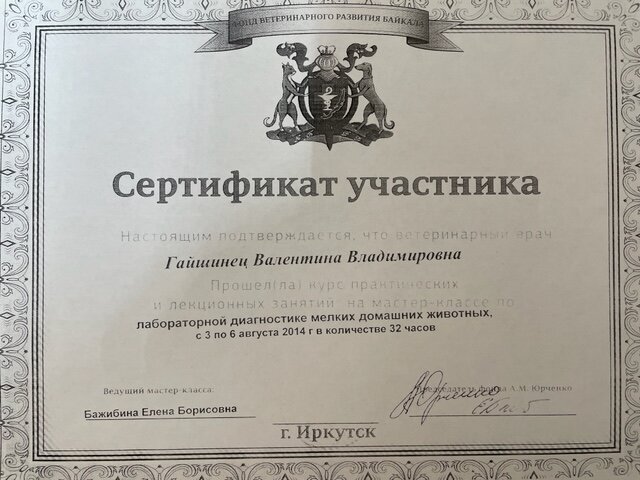 ФОНД ВЕТЕРИНАРНОГО РАЗВИТИЯ БАЙКАЛА
Сертификат участника
Настоящим подтверждается, что ветеринарный врач
Гайшинец Валентина Владимировна
Прошел(ла) курс практических
и лекционных занятий на мастер-классе по
лабораторной диагностике мелких домашних животных,
с 3 по 6 августа 2014 г в количестве 32 часов
Ведущий мастер-класса:
Председатель фонда А.М. Юрченко
Бажибина Елена Борисовна
г. Иркутск